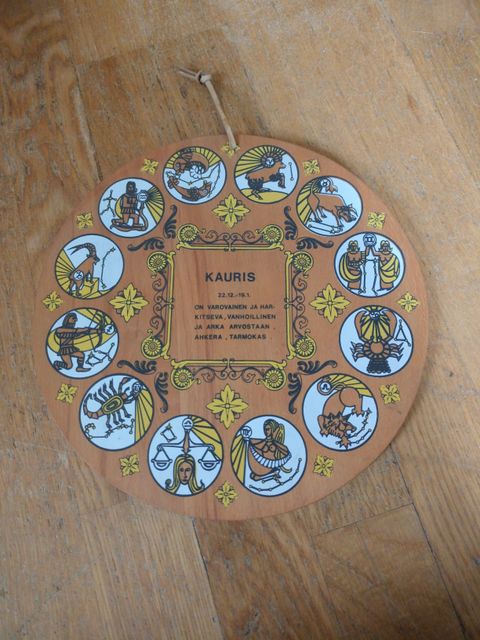 KAURIS
22.12.-19.1.
ON VAROVAINEN JA HAR-
KITSEVA, VANHOILLINEN
JA ARKA ARVOSTAAN.
AHKERA, TARMOKAS